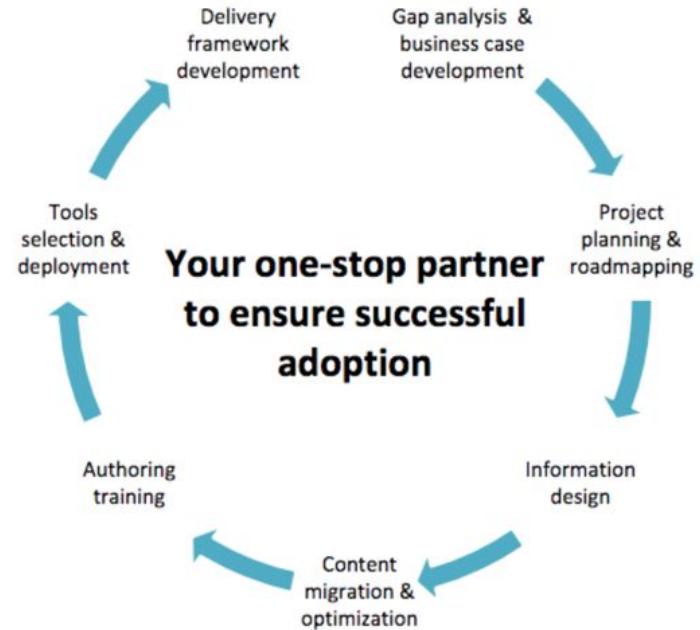 Delivery
framework
development
Gap analysis &
business case
development
Project
planning &
roadmapping
Information
design
Content
migration &
optimization
Authoring
training
Tools
selection &
deployment
Your one-stop partner
to ensure successful
adoption